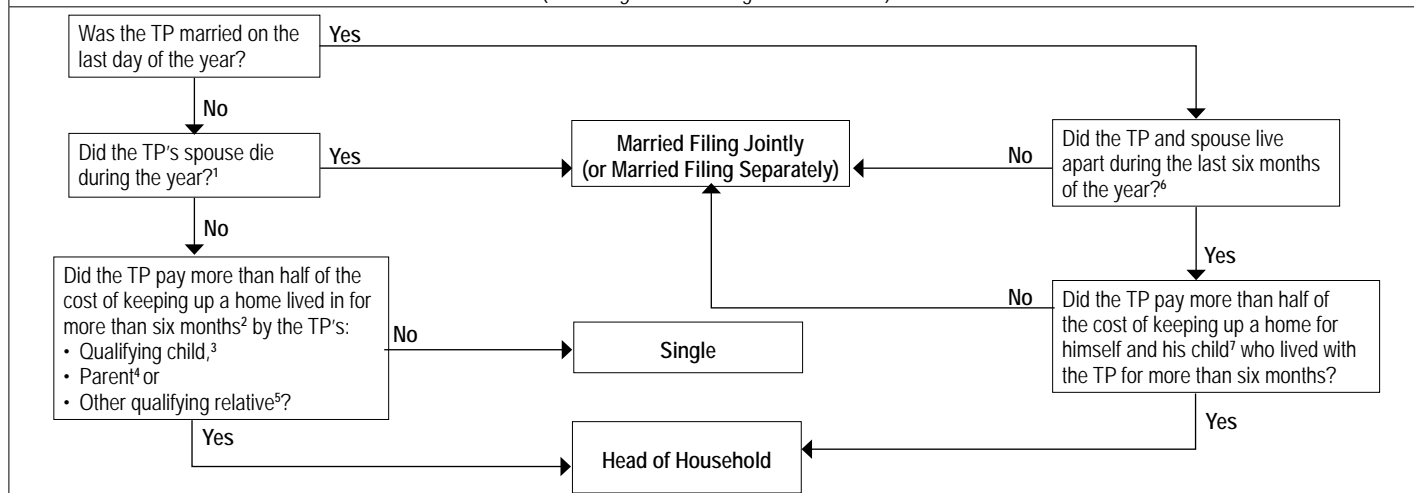 Was the TP married on the
last day of the year?
Yes
No
Did the TP's spouse die
during the year?¹
Yes
Married Filing Jointly
(or Married Filing Separately)
No
Did the TP and spouse live
apart during the last six months
of the year?⁶
No
Yes
Did the TP pay more than half of the
cost of keeping up a home lived in for
more than six months² by the TP's:
• Qualifying child,³
• Parent⁴ or
• Other qualifying relative⁵?
No
Single
No
Did the TP pay more than half of
the cost of keeping up a home for
himself and his child⁷ who lived with
the TP for more than six months?
Yes
Head of Household
Yes